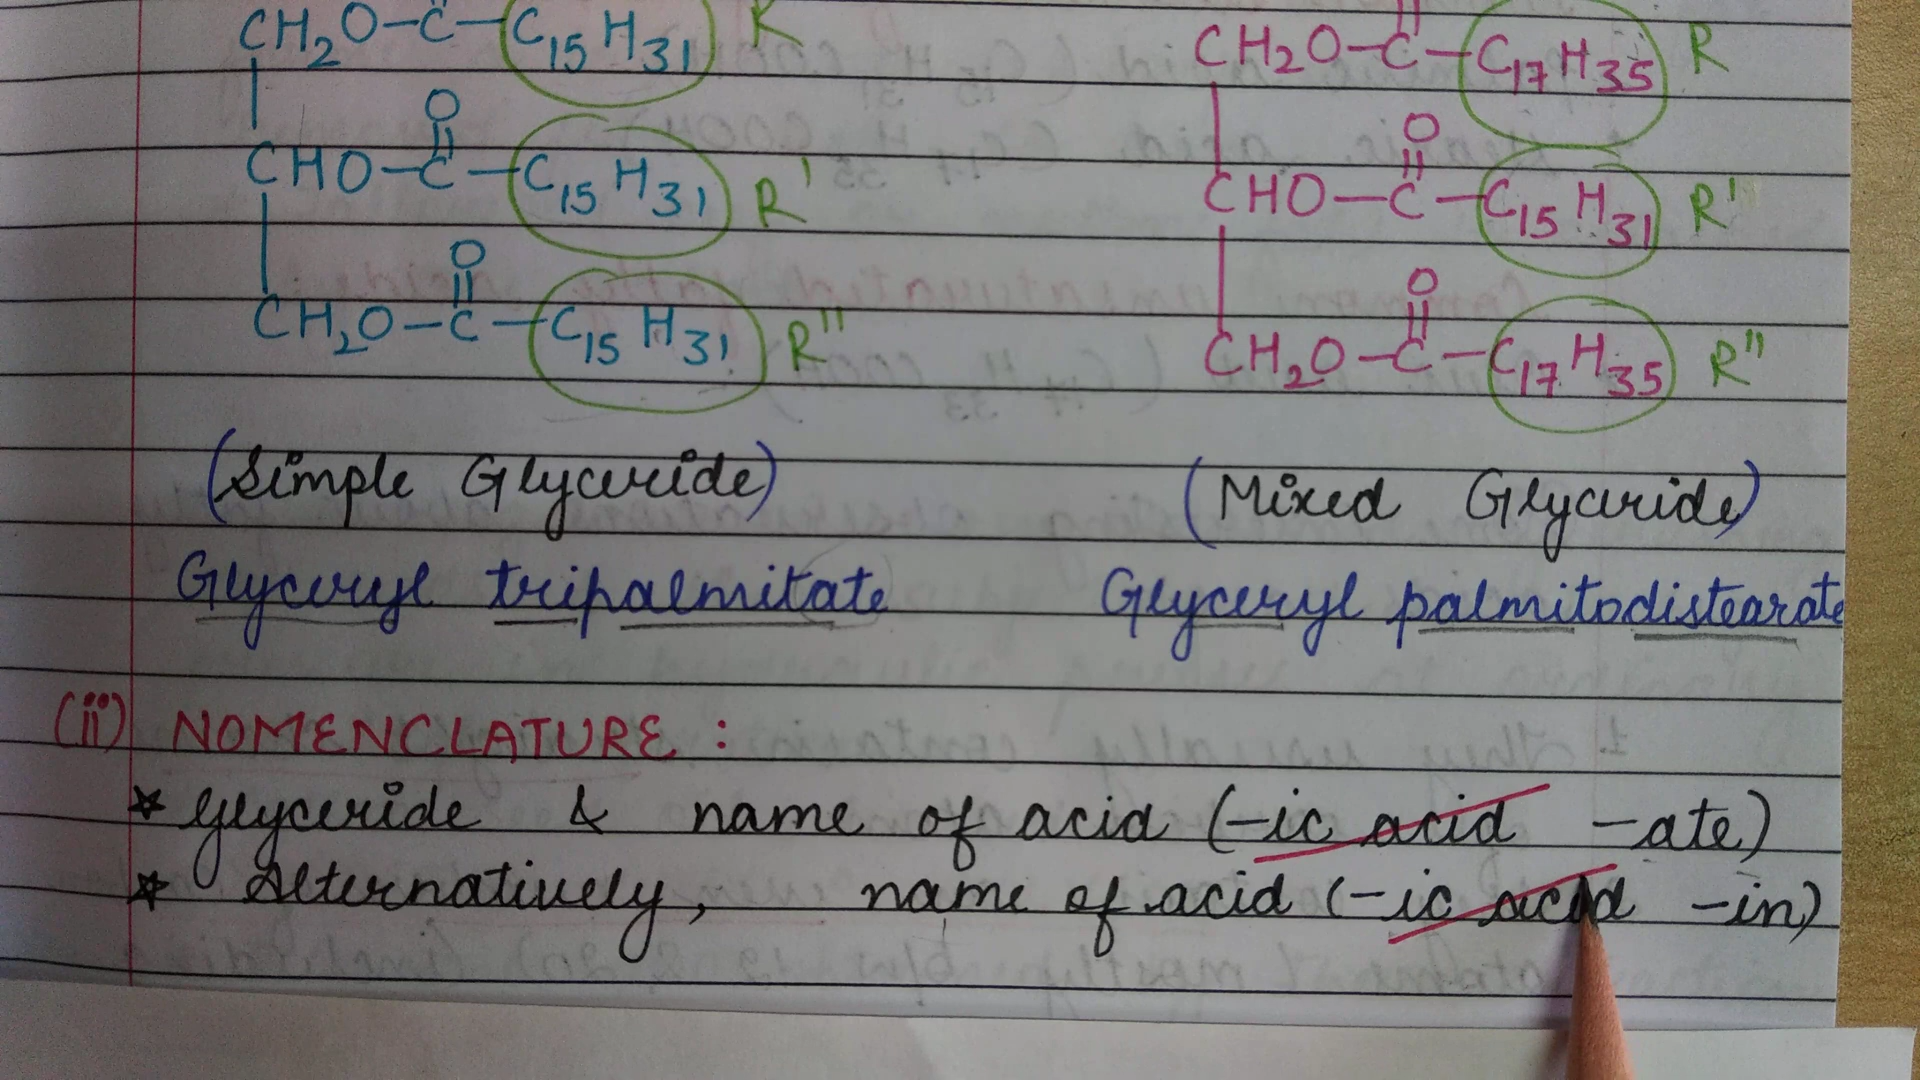 CH2O–C–C15H31 R
CHO–C–C15H31 R'
O
CH2O–C–C15H31 R''
O
(Simple Glyceride)
Glyceryl tripalmitate
CH2O–C–C17H35 R
CHO–C–C15H31 R'
O
CH2O–C–C17H35 R''
O
(Mixed Glyceride)
Glyceryl palmitodistearate
(ii) NOMENCLATURE :
* glyceride & name of acid (-ic acid -ate)
* Alternatively, name of acid (-ic acid -in)